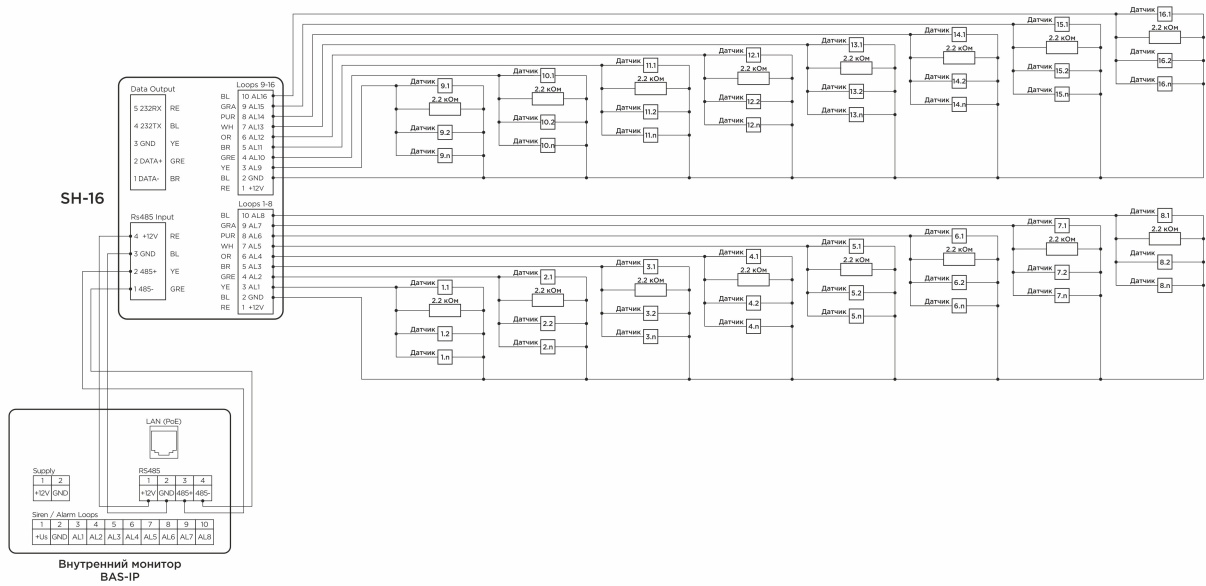 SH-16
Data Output
5 232RX RE
4 232TX BL
3 GND YE
2 DATA+ GRE
1 DATA- BR
Loops 9-16
BL 10 AL16
GRA 9 AL15
PUR 8 AL14
WH 7 AL13
OR 6 AL12
BR 5 AL11
GRE 4 AL10
YE 3 AL9
BL 2 GND
RE 1 +12V
Rs485 Input
4 +12V RE
3 GND BL
2 485+ YE
1 485- GRE
Loops 1-8
BL 10 AL8
GRA 9 AL7
PUR 8 AL6
WH 7 AL5
OR 6 AL4
BR 5 AL3
GRE 4 AL2
YE 3 AL1
BL 2 GND
RE 1 +12V
Датчик 9.1
2.2 кОм
Датчик 9.2
Датчик 9.n
Датчик 10.1
2.2 кОм
Датчик 10.2
Датчик 10.n
Датчик 11.1
2.2 кОм
Датчик 11.2
Датчик 11.n
Датчик 12.1
2.2 кОм
Датчик 12.2
Датчик 12.n
Датчик 13.1
2.2 кОм
Датчик 13.2
Датчик 13.n
Датчик 14.1
2.2 кОм
Датчик 14.2
Датчик 14.n
Датчик 15.1
2.2 кОм
Датчик 15.2
Датчик 15.n
Датчик 16.1
2.2 кОм
Датчик 16.2
Датчик 16.n
Датчик 1.1
2.2 кОм
Датчик 1.2
Датчик 1.n
Датчик 2.1
2.2 кОм
Датчик 2.2
Датчик 2.n
Датчик 3.1
2.2 кОм
Датчик 3.2
Датчик 3.n
Датчик 4.1
2.2 кОм
Датчик 4.2
Датчик 4.n
Датчик 5.1
2.2 кОм
Датчик 5.2
Датчик 5.n
Датчик 6.1
2.2 кОм
Датчик 6.2
Датчик 6.n
Датчик 7.1
2.2 кОм
Датчик 7.2
Датчик 7.n
Датчик 8.1
2.2 кОм
Датчик 8.2
Датчик 8.n
LAN (PoE)
Supply
1 2
+12V GND
RS485
1 2 3 4
+12V GND 485+ 485-
Siren / Alarm Loops
1 2 3 4 5 6 7 8 9 10
+Us GND AL1 AL2 AL3 AL4 AL5 AL6 AL7 AL8
Внутренний монитор
BAS-IP